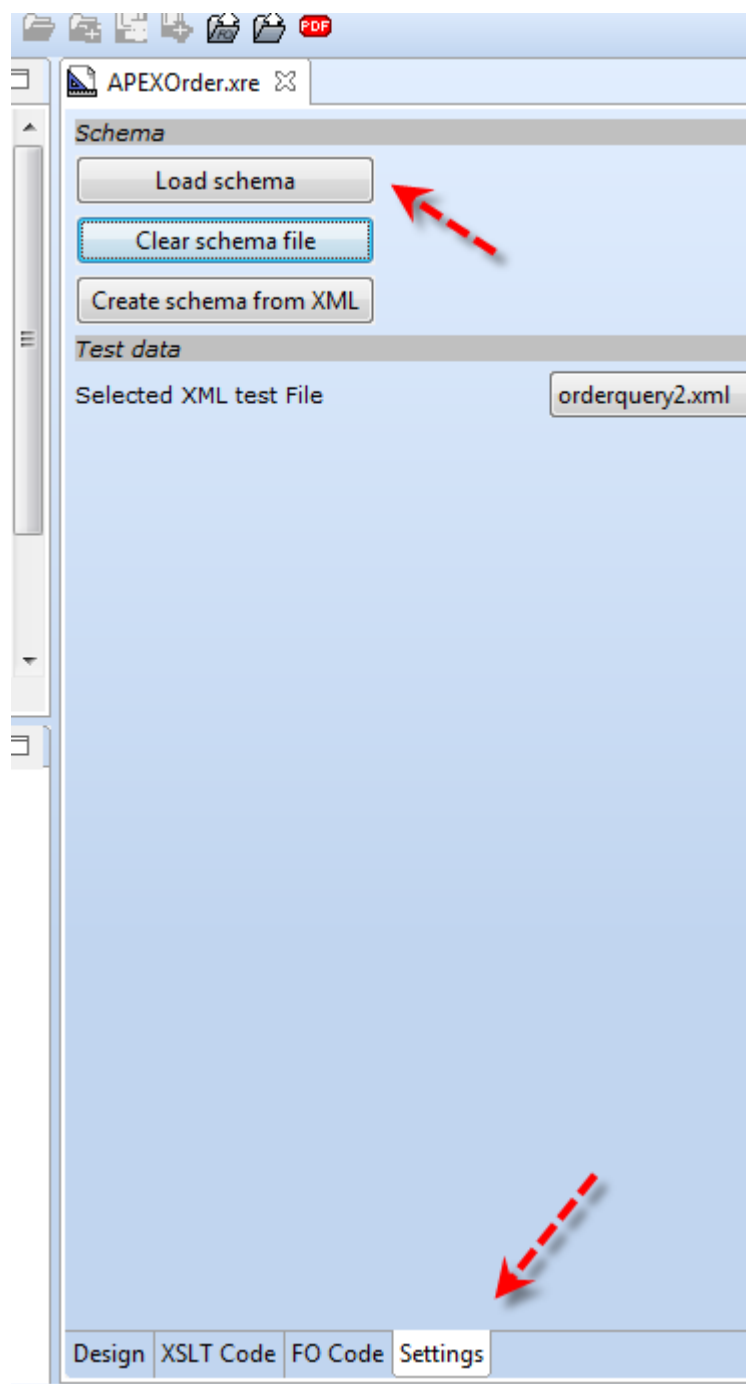 PDF
APEXOrder.xre
Schema
Load schema
Clear schema file
Create schema from XML
Test data
Selected XML test File orderquery2.xml
Design XSLT Code FO Code Settings